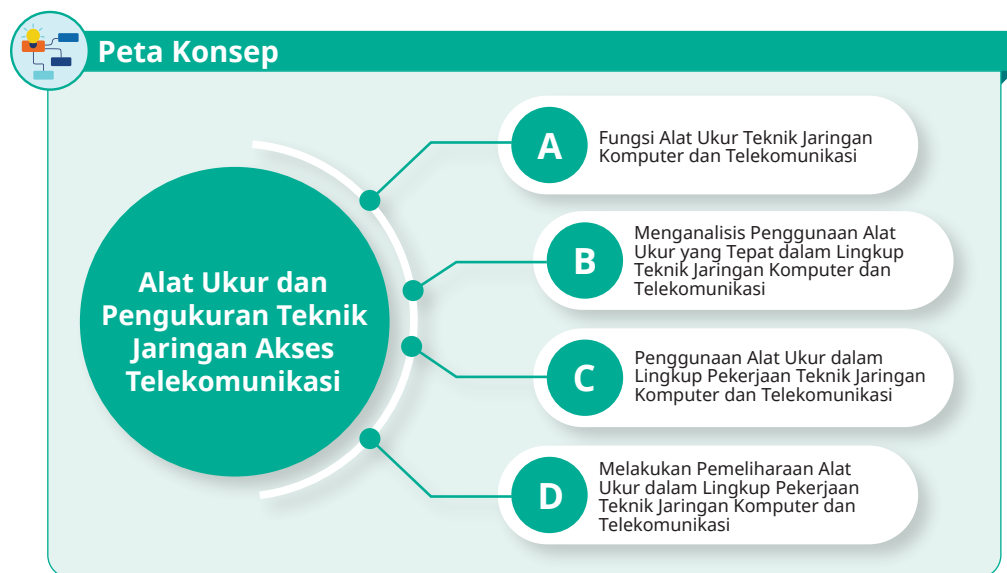 Peta Konsep
Alat Ukur dan
Pengukuran Teknik
Jaringan Akses
Telekomunikasi
A
Fungsi Alat Ukur Teknik Jaringan
Komputer dan Telekomunikasi
B
Menganalisis Penggunaan Alat
Ukur yang Tepat dalam Lingkup
Teknik Jaringan Komputer dan
Telekomunikasi
C
Penggunaan Alat Ukur dalam
Lingkup Pekerjaan Teknik Jaringan
Komputer dan Telekomunikasi
D
Melakukan Pemeliharaan Alat
Ukur dalam Lingkup Pekerjaan
Teknik Jaringan Komputer dan
Telekomunikasi